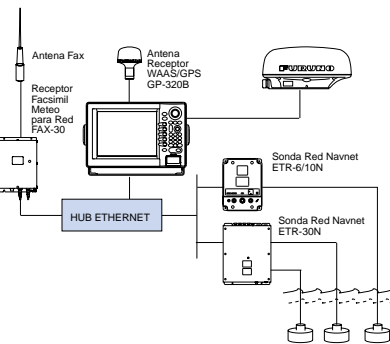 Antena Fax
Antena
Receptor
WAAS/GPS
GP-320B
FURUNO
Receptor
Facsimil
Meteo
para Red
FAX-30
Sonda Red Navnet
ETR-6/10N
HUB ETHERNET
Sonda Red Navnet
ETR-30N